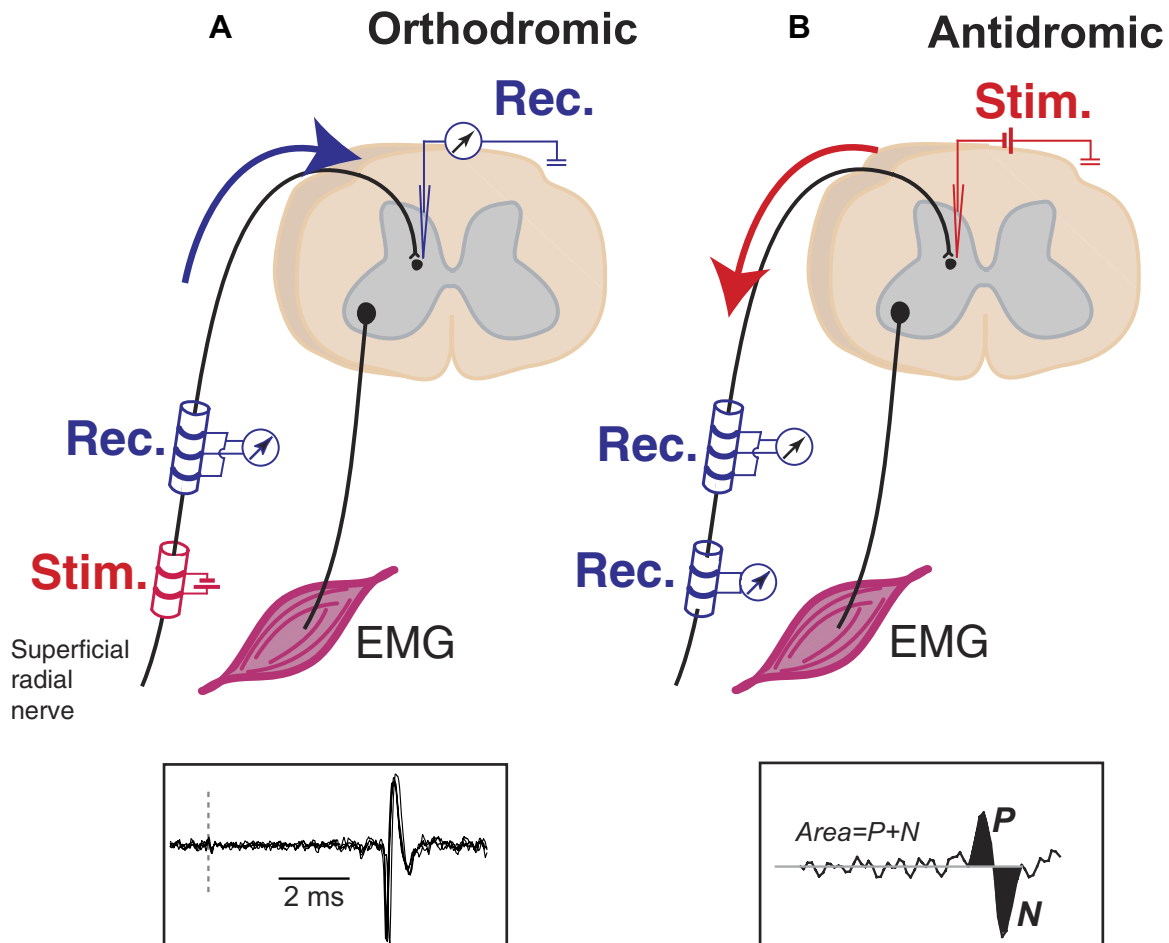 A
Orthodromic
Rec.
Rec.
Stim.
Superficial
radial
nerve
EMG
2 ms
B
Antidromic
Stim.
Rec.
Rec.
EMG
Area=P+N
P
N